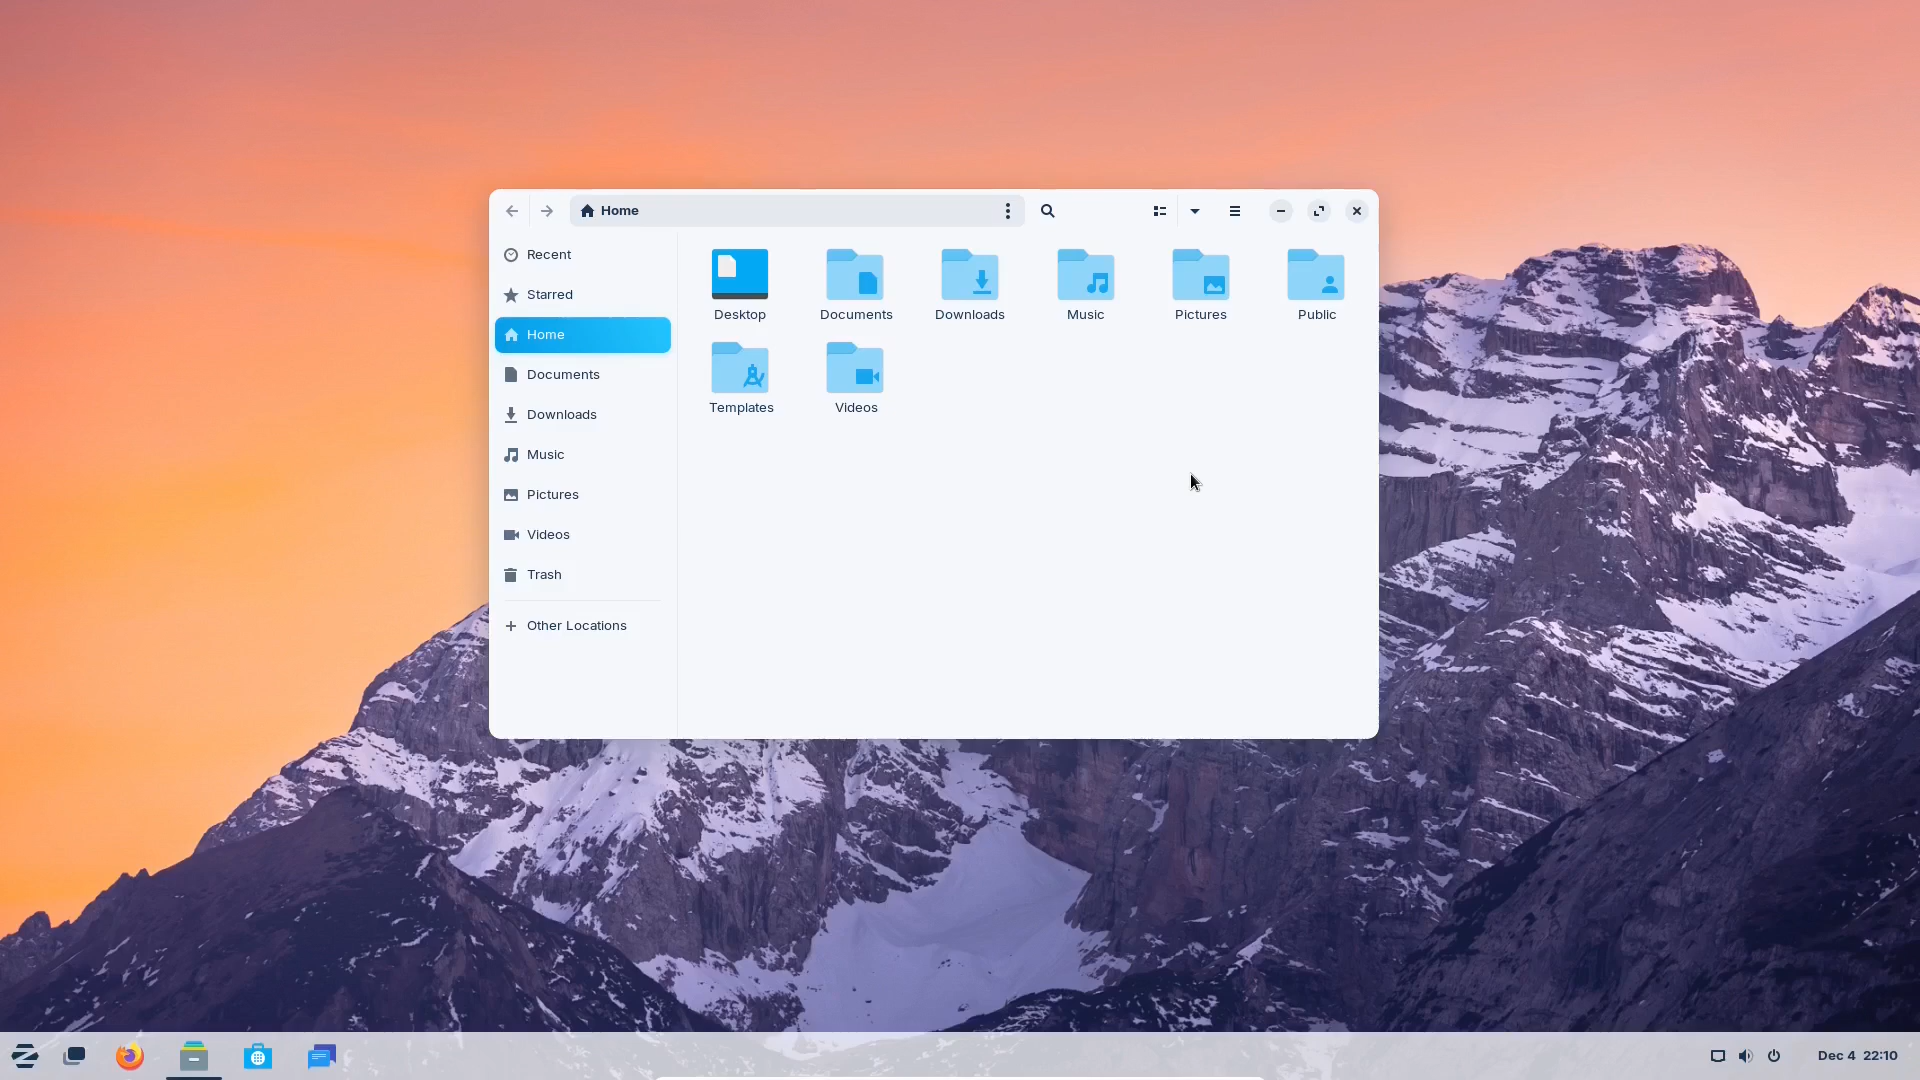 Home
Recent
Starred
Home
Documents
Downloads
Music
Pictures
Videos
Trash
Other Locations
Desktop
Documents
Downloads
Music
Pictures
Public
Templates
Videos
Dec 4 22:10